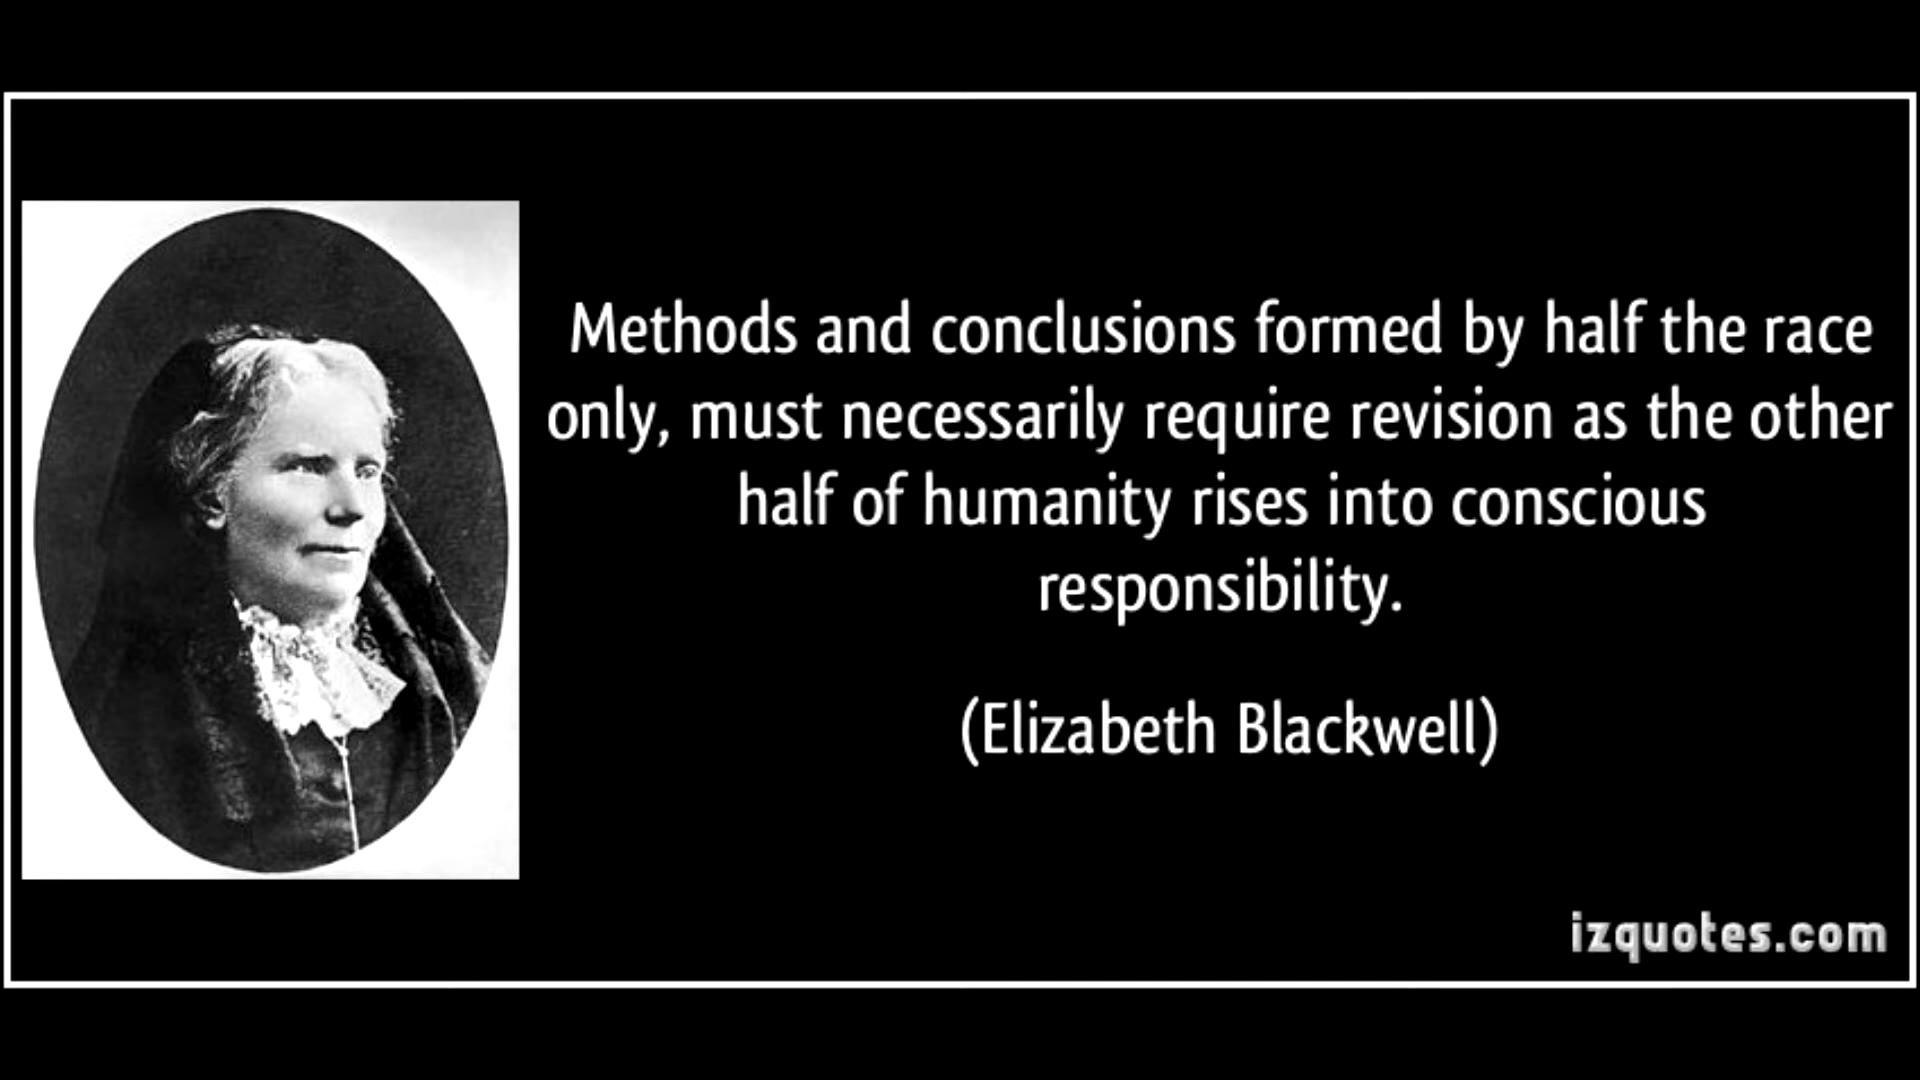 Methods and conclusions formed by half the race
only, must necessarily require revision as the other
half of humanity rises into conscious
responsibility.
(Elizabeth Blackwell)
izquotes.com